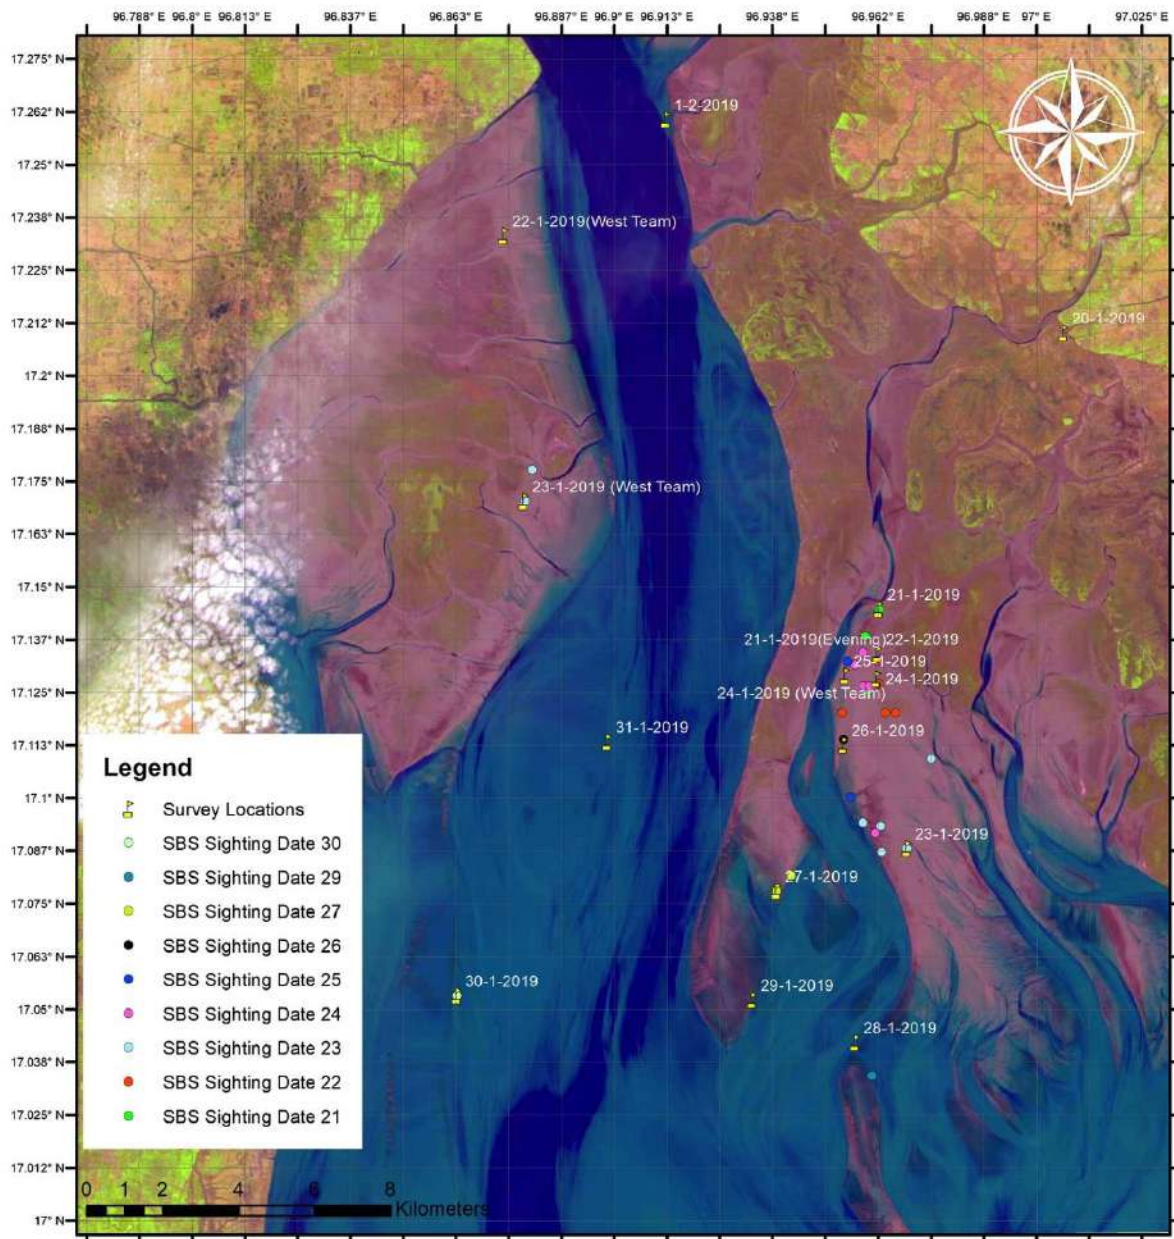 96.788° E 96.8° E 96.813° E 96.837° E 96.863° E 96.887° E 96.9° E 96.913° E 96.938° E 96.962° E 96.988° E 97° E 97.025° E
17.275° N
17.262° N
1-2-2019
17.25° N
17.238° N
22-1-2019(West Team)
17.225° N
17.212° N
20-1-2019
17.2° N
17.188° N
17.175° N
23-1-2019 (West Team)
17.163° N
17.15° N
21-1-2019
17.137° N
21-1-2019(Evening)
22-1-2019
25-1-2019
17.125° N
24-1-2019 (West Team)
24-1-2019
31-1-2019
26-1-2019
17.113° N
17.1° N
17.087° N
23-1-2019
27-1-2019
17.075° N
17.063° N
30-1-2019
29-1-2019
17.05° N
28-1-2019
17.038° N
17.025° N
17.012° N
17° N
Legend
Survey Locations
SBS Sighting Date 30
SBS Sighting Date 29
SBS Sighting Date 27
SBS Sighting Date 26
SBS Sighting Date 25
SBS Sighting Date 24
SBS Sighting Date 23
SBS Sighting Date 22
SBS Sighting Date 21
0 1 2 4 6 8
Kilometers